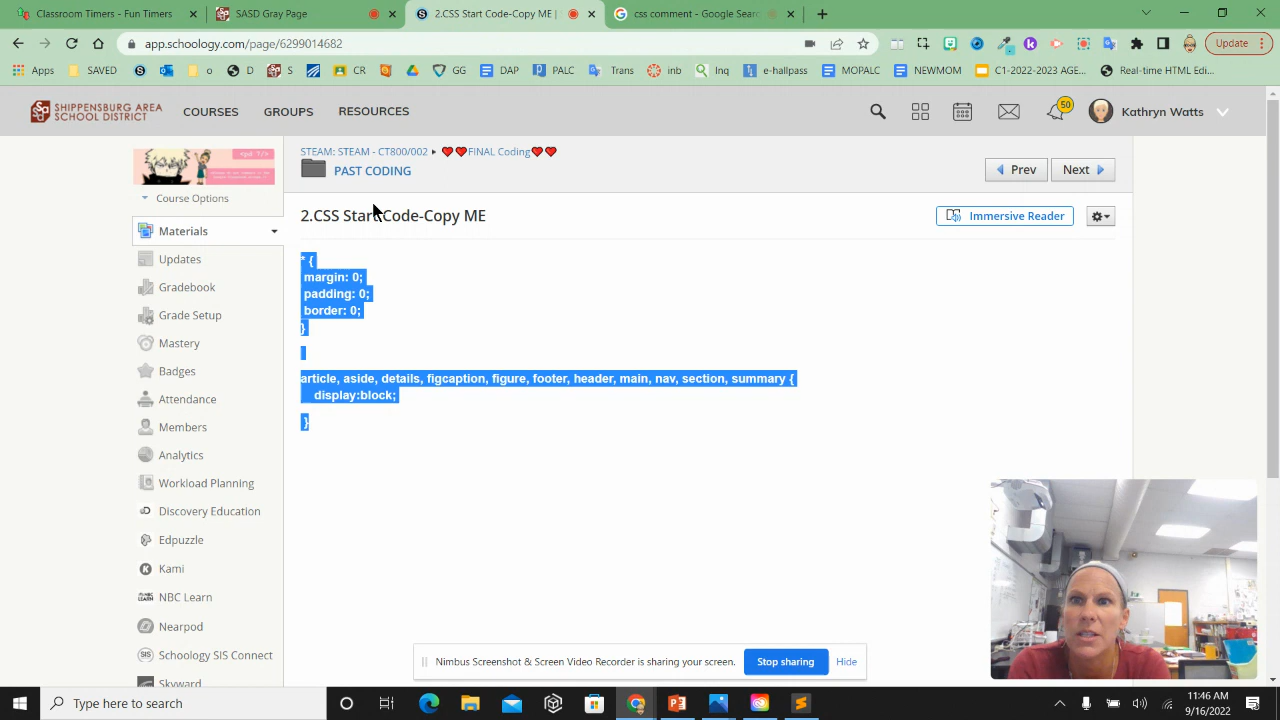 Classroom Timers - Fun Timers
SASD Gray Page
2.CSS Start Code-Copy ME |
css comment - Google Sear
app.schoology.com/page/6299014682
Update
Apps
SAVED
o
D
S
CR
GG
DAP
PALC
Trans
inb
Inq
e-hallpass
MOPALC
NEWMOM
C1-2022-2023 AGE...
Real-time HTML Edi...
SHIPPENSBURG AREA
SCHOOL DISTRICT
COURSES
GROUPS
RESOURCES
50
Kathryn Watts
STEAM: STEAM - CT800/002 ▸ ❤️❤️FINAL Coding❤️❤️
PAST CODING
Prev
Next
Course Options
2.CSS Start Code-Copy ME
Immersive Reader
Materials
Updates
Gradebook
Grade Setup
Mastery
Badges
Attendance
Members
Analytics
Workload Planning
Discovery Education
Edpuzzle
Kami
NBC Learn
Nearpod
Schoology SIS Connect
Skyward
* {
margin: 0;
padding: 0;
border: 0;
}
article, aside, details, figcaption, figure, footer, header, main, nav, section, summary {
display:block;
}
Nimbus Screenshot & Screen Video Recorder is sharing your screen.
Stop sharing
Hide
Type here to search
11:46 AM
9/16/2022